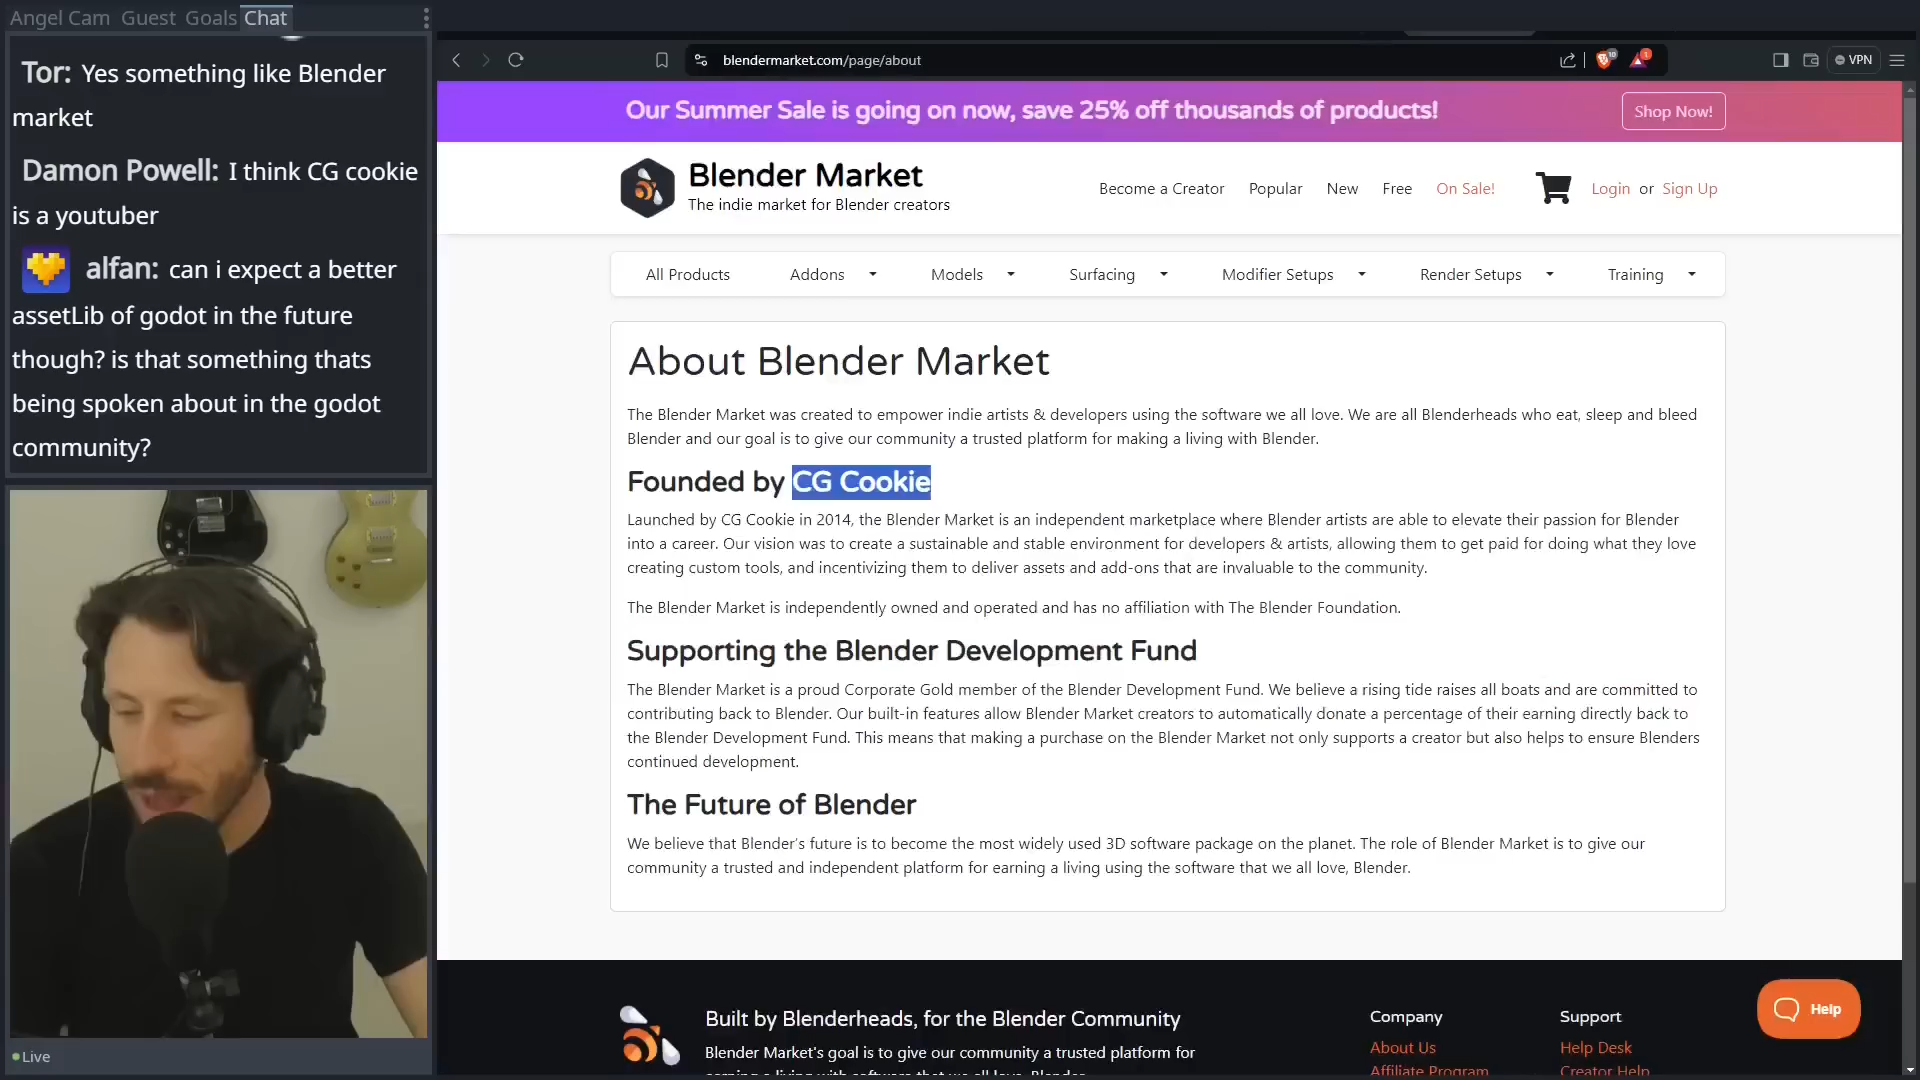 Angel Cam Guest Goals Chat
Tor: Yes something like Blender
market
Damon Powell: I think CG cookie
is a youtuber
alfan: can i expect a better
assetLib of godot in the future
though? is that something thats
being spoken about in the godot
community?
Live
blendermarket.com/page/about
10
1
VPN
Our Summer Sale is going on now, save 25% off thousands of products!
Shop Now!
Blender Market
The indie market for Blender creators
Become a Creator Popular New Free On Sale! Login or Sign Up
All Products Addons Models Surfacing Modifier Setups Render Setups Training
About Blender Market
The Blender Market was created to empower indie artists & developers using the software we all love. We are all Blenderheads who eat, sleep and bleed
Blender and our goal is to give our community a trusted platform for making a living with Blender.
Founded by CG Cookie
Launched by CG Cookie in 2014, the Blender Market is an independent marketplace where Blender artists are able to elevate their passion for Blender
into a career. Our vision was to create a sustainable and stable environment for developers & artists, allowing them to get paid for doing what they love
creating custom tools, and incentivizing them to deliver assets and add-ons that are invaluable to the community.
The Blender Market is independently owned and operated and has no affiliation with The Blender Foundation.
Supporting the Blender Development Fund
The Blender Market is a proud Corporate Gold member of the Blender Development Fund. We believe a rising tide raises all boats and are committed to
contributing back to Blender. Our built-in features allow Blender Market creators to automatically donate a percentage of their earning directly back to
the Blender Development Fund. This means that making a purchase on the Blender Market not only supports a creator but also helps to ensure Blenders
continued development.
The Future of Blender
We believe that Blender’s future is to become the most widely used 3D software package on the planet. The role of Blender Market is to give our
community a trusted and independent platform for earning a living using the software that we all love, Blender.
Built by Blenderheads, for the Blender Community
Blender Market's goal is to give our community a trusted platform for
earning a living with software that we all love, Blender.
Company
About Us
Affiliate Program
Support
Help Desk
Creator Help
Help